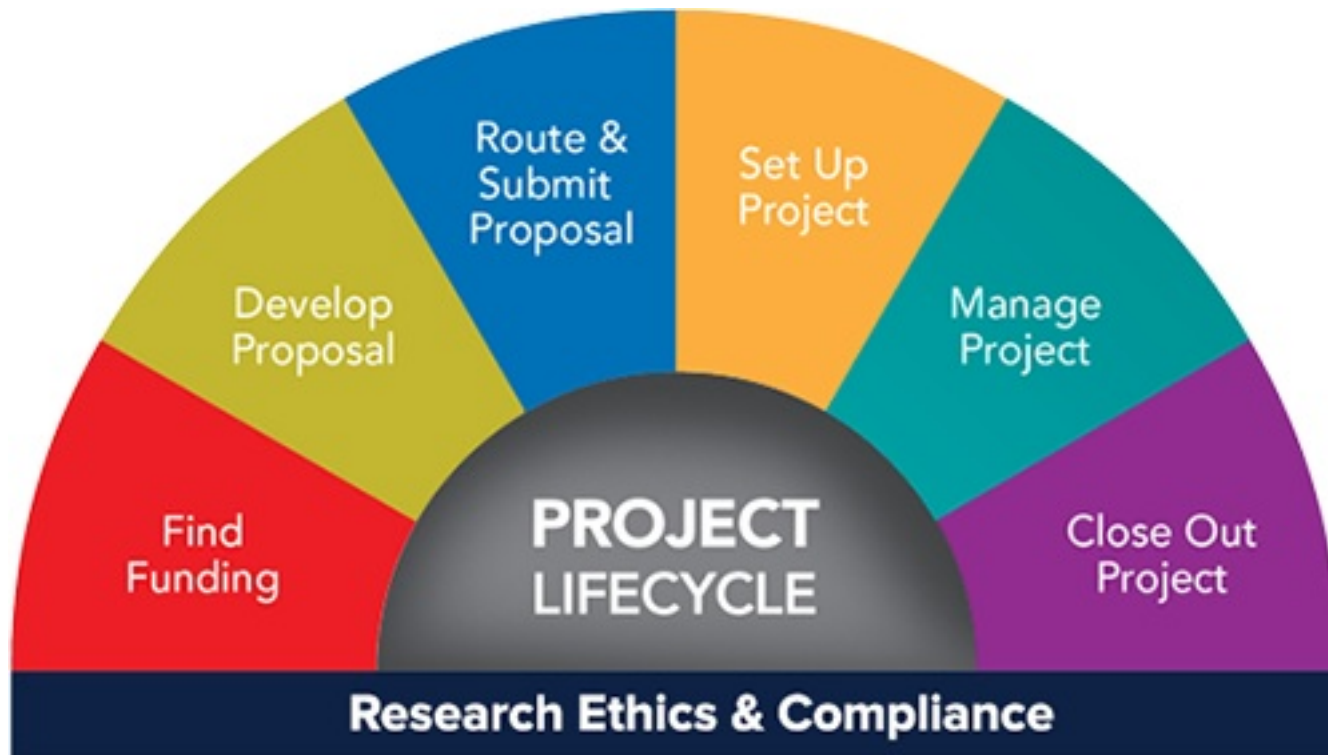 Find
Funding
Develop
Proposal
Route &
Submit
Proposal
Set Up
Project
Manage
Project
Close Out
Project
PROJECT
LIFECYCLE
Research Ethics & Compliance